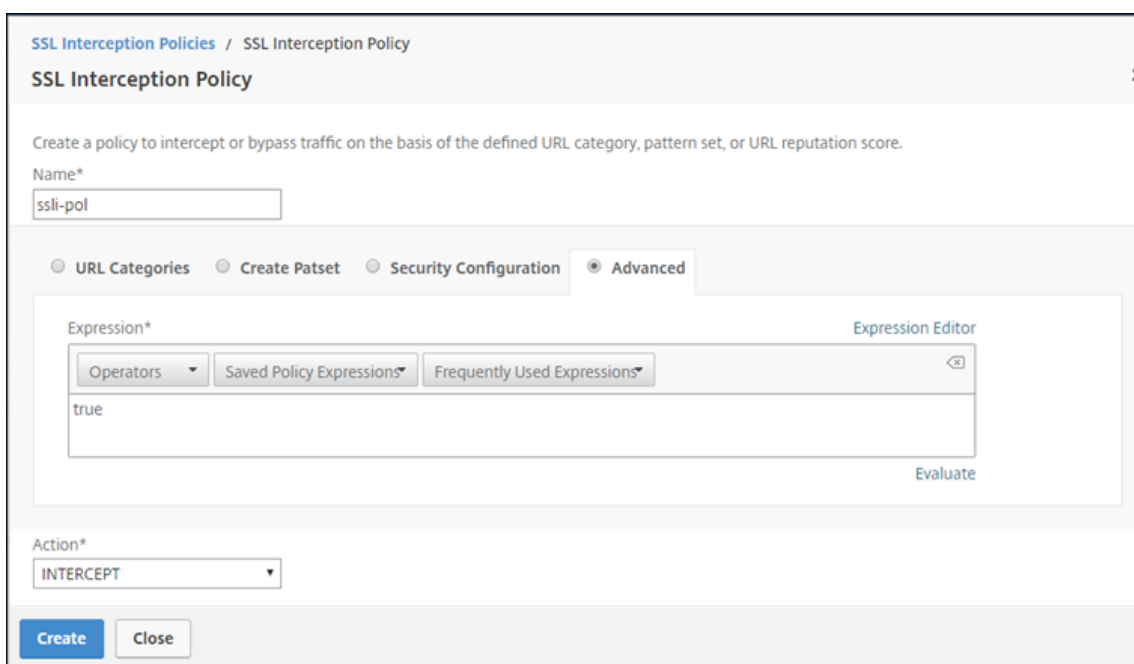 SSL Interception Policies / SSL Interception Policy
SSL Interception Policy
Create a policy to intercept or bypass traffic on the basis of the defined URL category, pattern set, or URL reputation score.
Name*
ssli-pol
URL Categories Create Patset Security Configuration Advanced
Expression* Expression Editor
Operators Saved Policy Expressions Frequently Used Expressions
true
Evaluate
Action*
INTERCEPT
Create Close